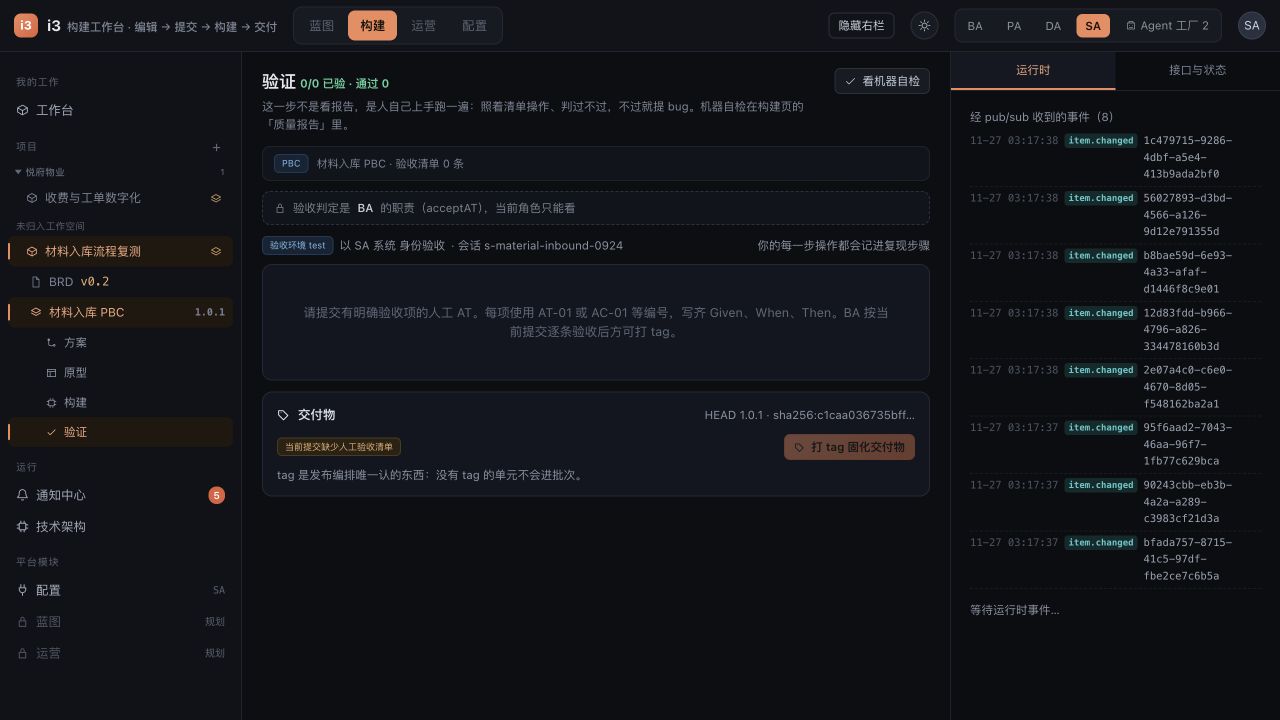 i3 i3 构建工作台 · 编辑 → 提交 → 构建 → 交付 蓝图 构建 运营 配置 隐藏右栏 BA PA DA SA Agent 工厂 2 SA
我的工作
工作台
项目 +
悦府物业 1
收费与工单数字化
未归入工作空间
材料入库流程复测
BRD v0.2
材料入库 PBC 1.0.1
方案
原型
构建
验证
运行
通知中心 5
技术架构
平台模块
配置 SA
蓝图 规划
运营 规划
验证 0/0 已验 · 通过 0
看机器自检
这一步不是看报告，是人自己上手跑一遍：照着清单操作、判过不过，不过就提 bug。机器自检在构建页的
「质量报告」里。
PBC 材料入库 PBC · 验收清单 0 条
验收判定是 BA 的职责（acceptAT），当前角色只能看
验收环境 test 以 SA 系统 身份验收 · 会话 s-material-inbound-0924 你的每一步操作都会记进复现步骤
请提交有明确验收项的人工 AT。每项使用 AT-01 或 AC-01 等编号，写齐 Given、When、Then。BA 按当
前提交逐条验收后方可打 tag。
交付物 HEAD 1.0.1 · sha256:c1caa036735bff…
当前提交缺少人工验收清单 打 tag 固化交付物
tag 是发布编排唯一认的东西：没有 tag 的单元不会进批次。
运行时 接口与状态
经 pub/sub 收到的事件（8）
11-27 03:17:38 item.changed 1c479715-9286-
4dbf-a5e4-
413b9ada2bf0
11-27 03:17:38 item.changed 56027893-d3bd-
4566-a126-
9d12e791355d
11-27 03:17:38 item.changed b8bae59d-6e93-
4a33-afaf-
d1446f8c9e01
11-27 03:17:38 item.changed 12d83fdd-b966-
4796-a826-
334478160b3d
11-27 03:17:38 item.changed 2e07a4c0-c6e0-
4670-8d05-
f548162ba2a1
11-27 03:17:38 item.changed 95f6aad2-7043-
46aa-96f7-
1fb77c629bca
11-27 03:17:37 item.changed 90243cbb-eb3b-
4a2a-a289-
c3983cf21d3a
11-27 03:17:37 item.changed bfada757-8715-
41c5-97df-
fbe2ce7c6b5a
等待运行时事件…